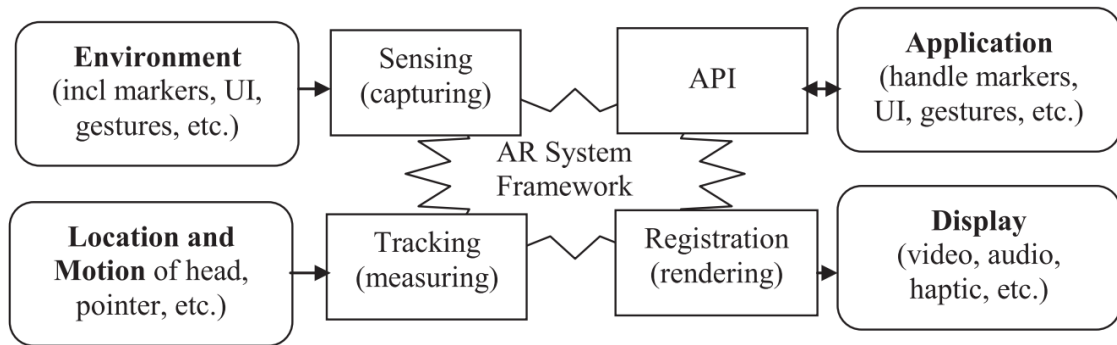 Environment
(incl markers, UI,
gestures, etc.)
Sensing
(capturing)
API
Application
(handle markers,
UI, gestures, etc.)
AR System
Framework
Location and
Motion of head,
pointer, etc.)
Tracking
(measuring)
Registration
(rendering)
Display
(video, audio,
haptic, etc.)